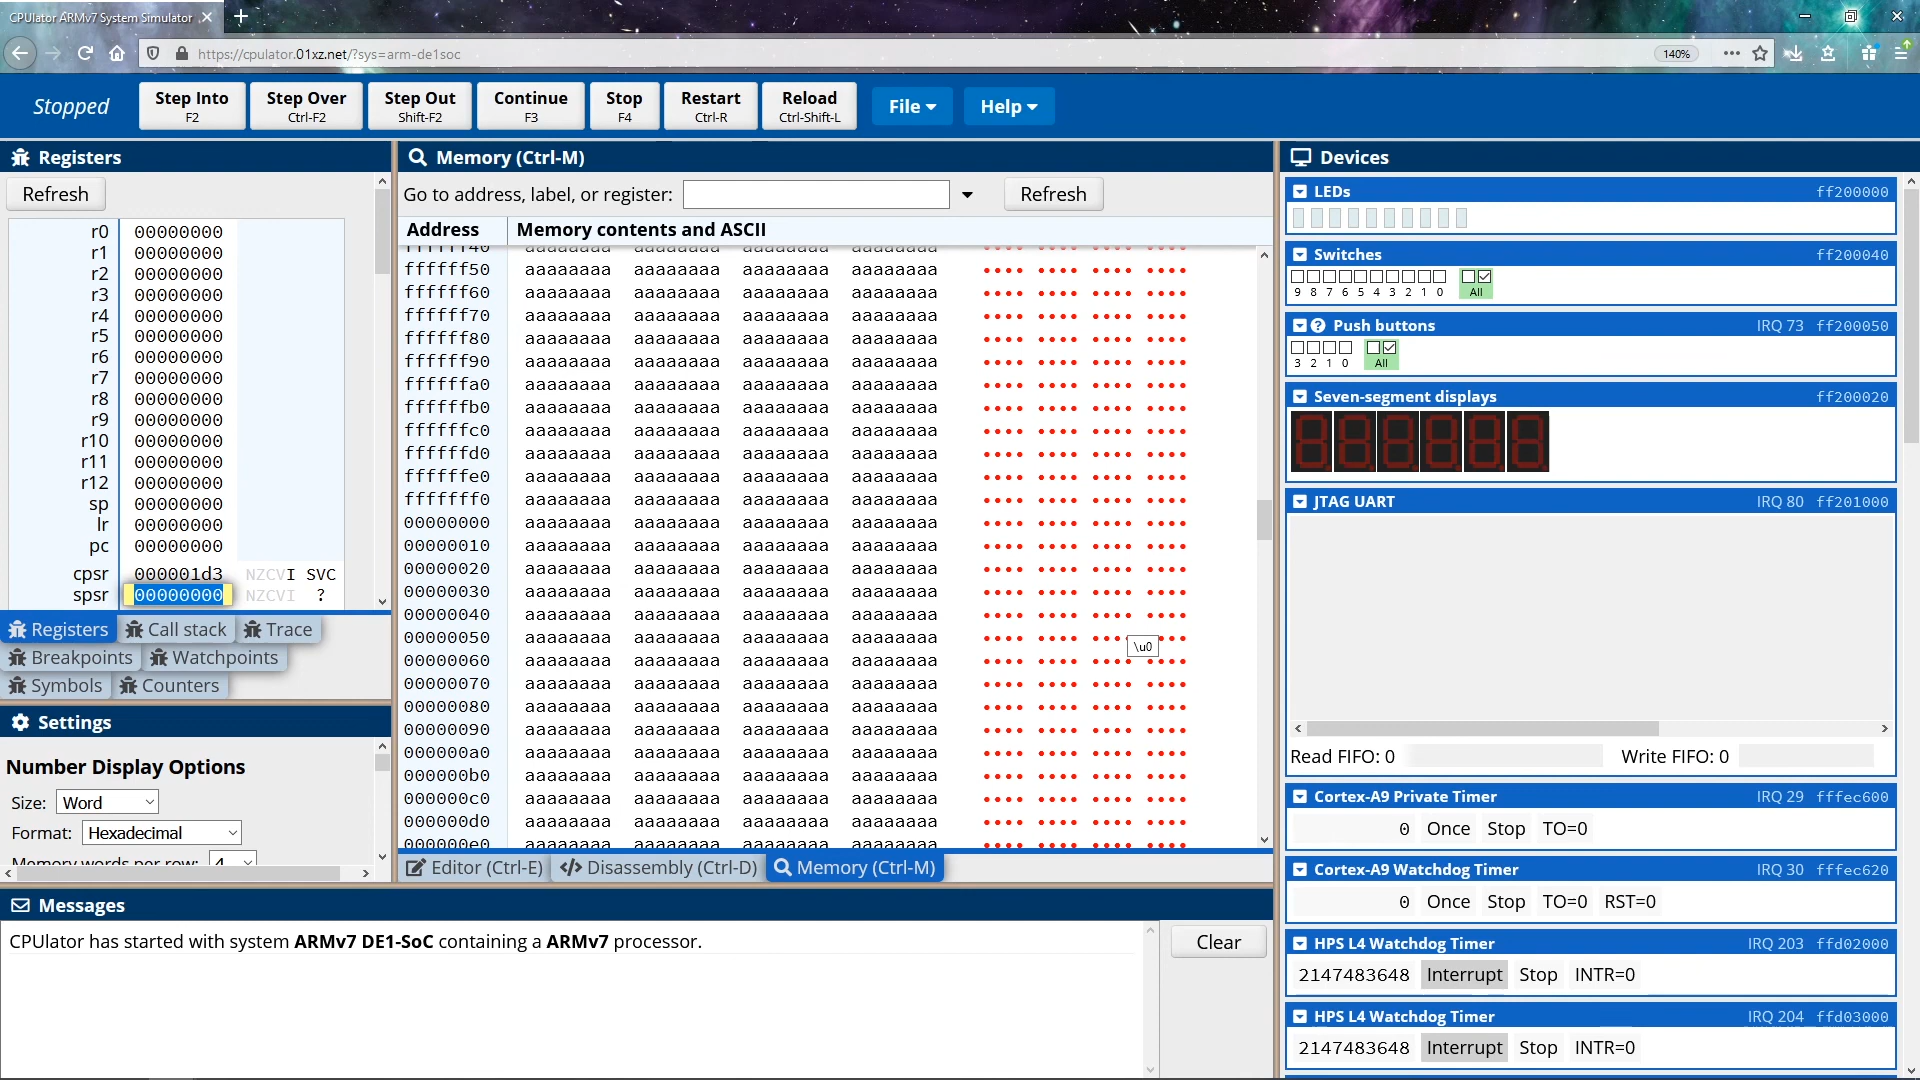 CPUlator ARMv7 System Simulator
https://cpulator.01xz.net/?sys=arm-de1soc
140%
Stopped
Step Into
F2
Step Over
Ctrl-F2
Step Out
Shift-F2
Continue
F3
Stop
F4
Restart
Ctrl-R
Reload
Ctrl-Shift-L
File
Help
Registers
Refresh
r0 00000000
r1 00000000
r2 00000000
r3 00000000
r4 00000000
r5 00000000
r6 00000000
r7 00000000
r8 00000000
r9 00000000
r10 00000000
r11 00000000
r12 00000000
sp 00000000
lr 00000000
pc 00000000
cpsr 000001d3 NZCVI SVC
spsr 00000000 NZCVI ?
Registers Call stack Trace
Breakpoints Watchpoints
Symbols Counters
Settings
Number Display Options
Size: Word
Format: Hexadecimal
Memory words per row: 4
Memory (Ctrl-M)
Go to address, label, or register: Refresh
Address Memory contents and ASCII
ffffff40 aaaaaaaa aaaaaaaa aaaaaaaa aaaaaaaa
ffffff50 aaaaaaaa aaaaaaaa aaaaaaaa aaaaaaaa
ffffff60 aaaaaaaa aaaaaaaa aaaaaaaa aaaaaaaa
ffffff70 aaaaaaaa aaaaaaaa aaaaaaaa aaaaaaaa
ffffff80 aaaaaaaa aaaaaaaa aaaaaaaa aaaaaaaa
ffffff90 aaaaaaaa aaaaaaaa aaaaaaaa aaaaaaaa
ffffffa0 aaaaaaaa aaaaaaaa aaaaaaaa aaaaaaaa
ffffffb0 aaaaaaaa aaaaaaaa aaaaaaaa aaaaaaaa
ffffffc0 aaaaaaaa aaaaaaaa aaaaaaaa aaaaaaaa
ffffffd0 aaaaaaaa aaaaaaaa aaaaaaaa aaaaaaaa
ffffffe0 aaaaaaaa aaaaaaaa aaaaaaaa aaaaaaaa
fffffff0 aaaaaaaa aaaaaaaa aaaaaaaa aaaaaaaa
00000000 aaaaaaaa aaaaaaaa aaaaaaaa aaaaaaaa
00000010 aaaaaaaa aaaaaaaa aaaaaaaa aaaaaaaa
00000020 aaaaaaaa aaaaaaaa aaaaaaaa aaaaaaaa
00000030 aaaaaaaa aaaaaaaa aaaaaaaa aaaaaaaa
00000040 aaaaaaaa aaaaaaaa aaaaaaaa aaaaaaaa
00000050 aaaaaaaa aaaaaaaa aaaaaaaa aaaaaaaa
\u0
00000060 aaaaaaaa aaaaaaaa aaaaaaaa aaaaaaaa
00000070 aaaaaaaa aaaaaaaa aaaaaaaa aaaaaaaa
00000080 aaaaaaaa aaaaaaaa aaaaaaaa aaaaaaaa
00000090 aaaaaaaa aaaaaaaa aaaaaaaa aaaaaaaa
000000a0 aaaaaaaa aaaaaaaa aaaaaaaa aaaaaaaa
000000b0 aaaaaaaa aaaaaaaa aaaaaaaa aaaaaaaa
000000c0 aaaaaaaa aaaaaaaa aaaaaaaa aaaaaaaa
000000d0 aaaaaaaa aaaaaaaa aaaaaaaa aaaaaaaa
000000e0 aaaaaaaa aaaaaaaa aaaaaaaa aaaaaaaa
Editor (Ctrl-E) Disassembly (Ctrl-D) Memory (Ctrl-M)
Messages
CPUlator has started with system ARMv7 DE1-SoC containing a ARMv7 processor.
Clear
Devices
LEDs ff200000
Switches ff200040
9 8 7 6 5 4 3 2 1 0 All
Push buttons IRQ 73 ff200050
3 2 1 0 All
Seven-segment displays ff200020
JTAG UART IRQ 80 ff201000
Read FIFO: 0 Write FIFO: 0
Cortex-A9 Private Timer IRQ 29 fffec600
0 Once Stop TO=0
Cortex-A9 Watchdog Timer IRQ 30 fffec620
0 Once Stop TO=0 RST=0
HPS L4 Watchdog Timer IRQ 203 ffd02000
2147483648 Interrupt Stop INTR=0
HPS L4 Watchdog Timer IRQ 204 ffd03000
2147483648 Interrupt Stop INTR=0